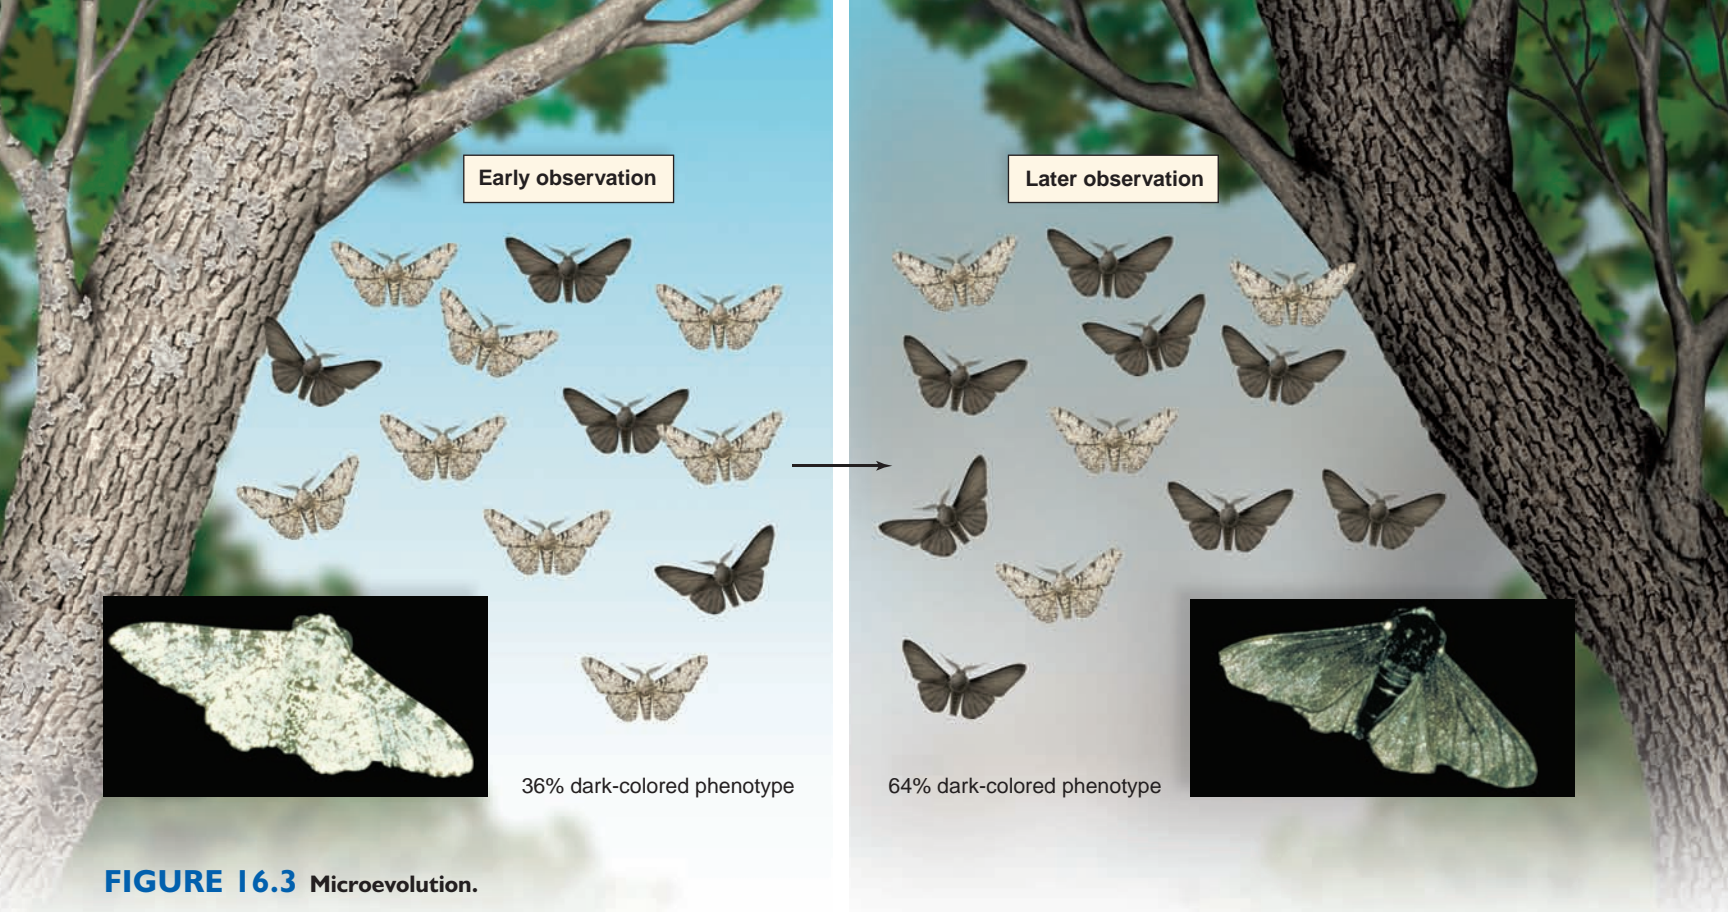 Early observation
Later observation
36% dark-colored phenotype
64% dark-colored phenotype
FIGURE 16.3 Microevolution.